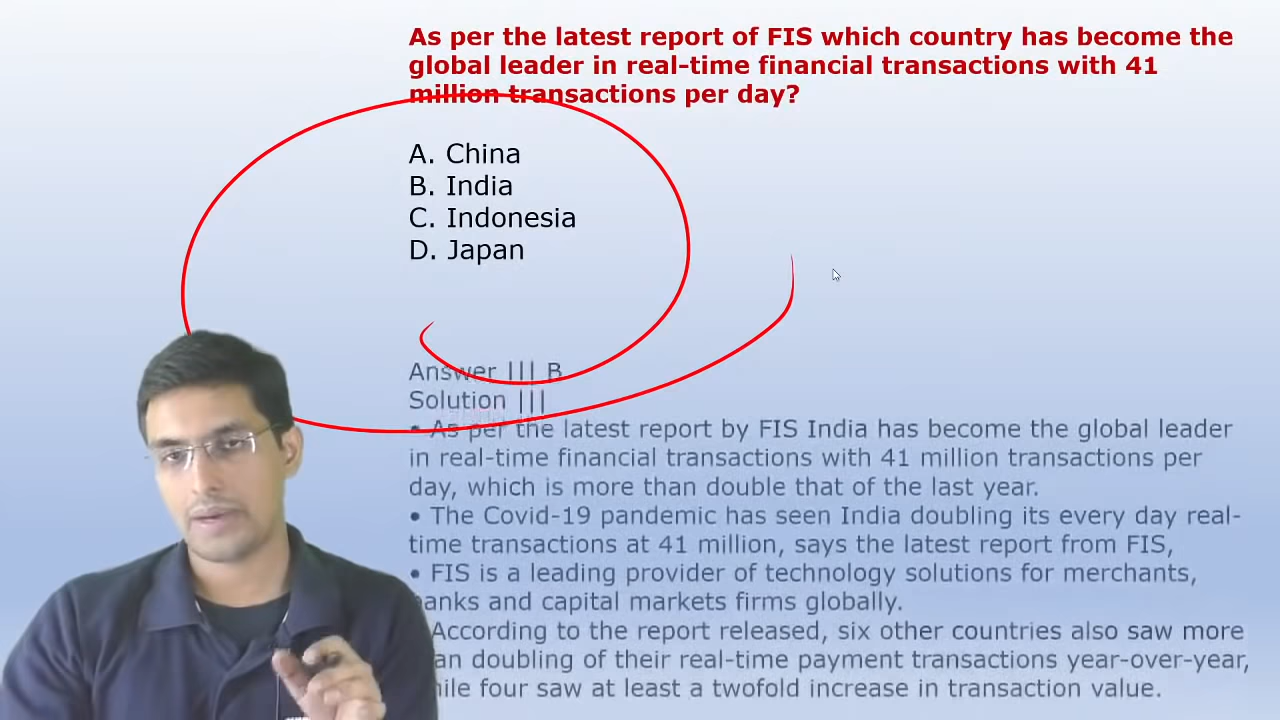 As per the latest report of FIS which country has become the
global leader in real-time financial transactions with 41
million transactions per day?
A. China
B. India
C. Indonesia
D. Japan
Answer ||| B
Solution |||
• As per the latest report by FIS India has become the global leader
in real-time financial transactions with 41 million transactions per
day, which is more than double that of the last year.
• The Covid-19 pandemic has seen India doubling its every day real-
time transactions at 41 million, says the latest report from FIS,
• FIS is a leading provider of technology solutions for merchants,
and capital markets firms globally.
According to the report released, six other countries also saw more
doubling of their real-time payment transactions year-over-year,
four saw at least a twofold increase in transaction value.